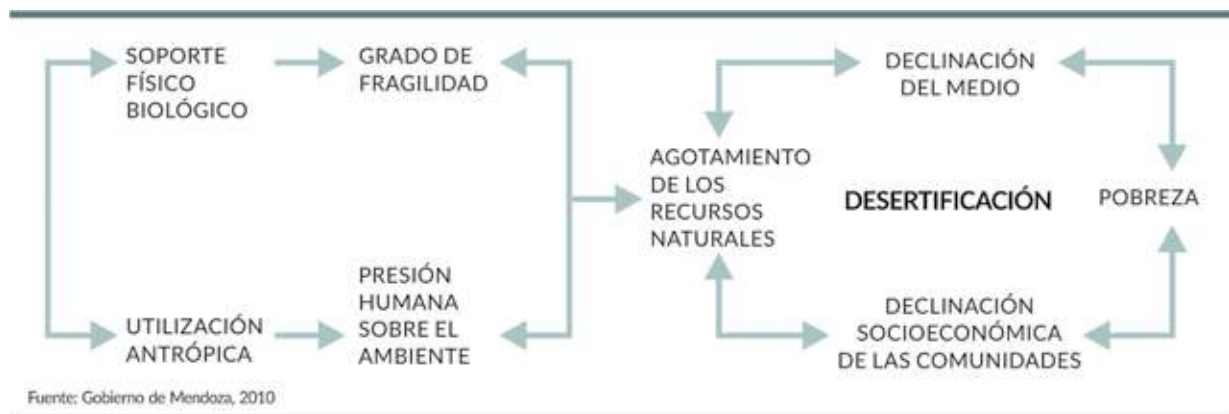 SOPORTE
FÍSICO
BIOLÓGICO
GRADO DE
FRAGILIDAD
UTILIZACIÓN
ANTRÓPICA
PRESIÓN
HUMANA
SOBRE EL
AMBIENTE
AGOTAMIENTO
DE LOS
RECURSOS
NATURALES
DECLINACIÓN
DEL MEDIO
DESERTIFICACIÓN
POBREZA
DECLINACIÓN
SOCIOECONÓMICA
DE LAS COMUNIDADES
Fuente: Gobierno de Mendoza, 2010